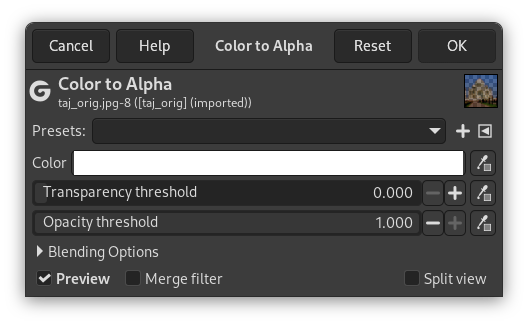 Cancel Help Color to Alpha Reset OK
Color to Alpha
taj_orig.jpg-8 ([taj_orig] (imported))
Presets:
Color
Transparency threshold 0.000
Opacity threshold 1.000
Blending Options
Preview Merge filter Split view